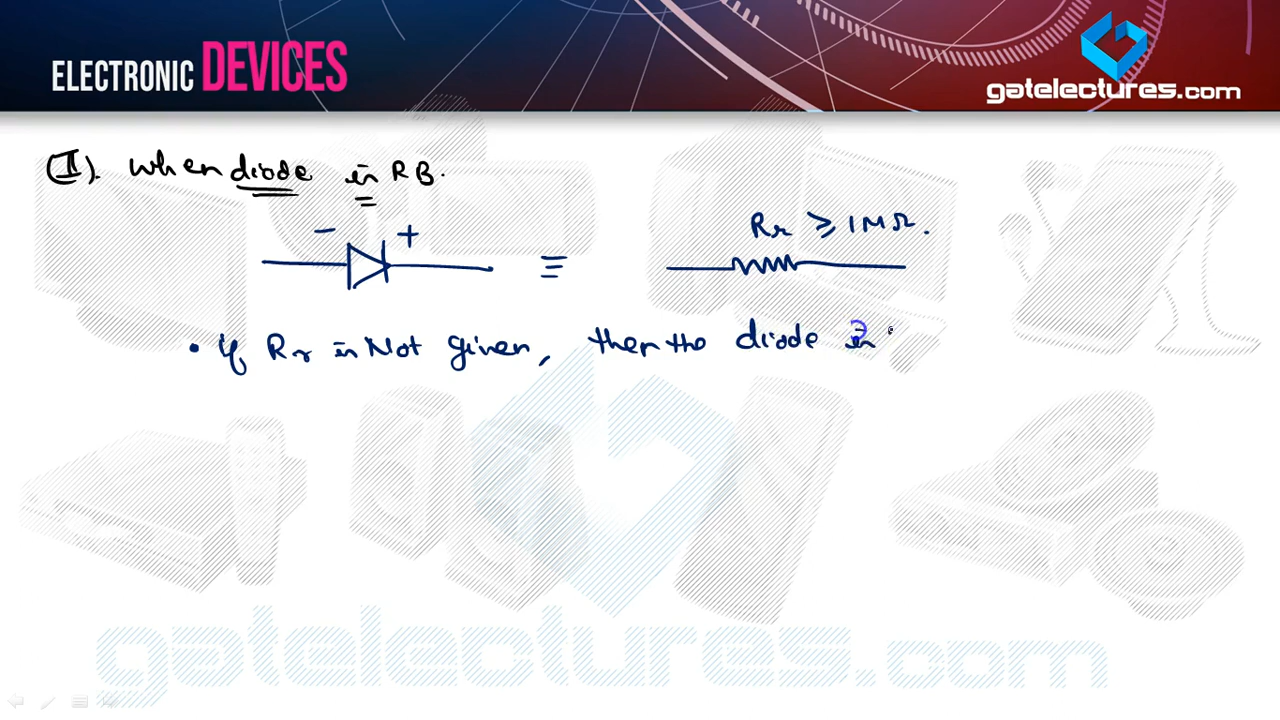 ELECTRONIC DEVICES
gatelectures.com
(II). when diode is RB.
- +
≡
Rr ≥ 1MΩ.
• if Rr is Not given, then the diode is
gatelectures.com